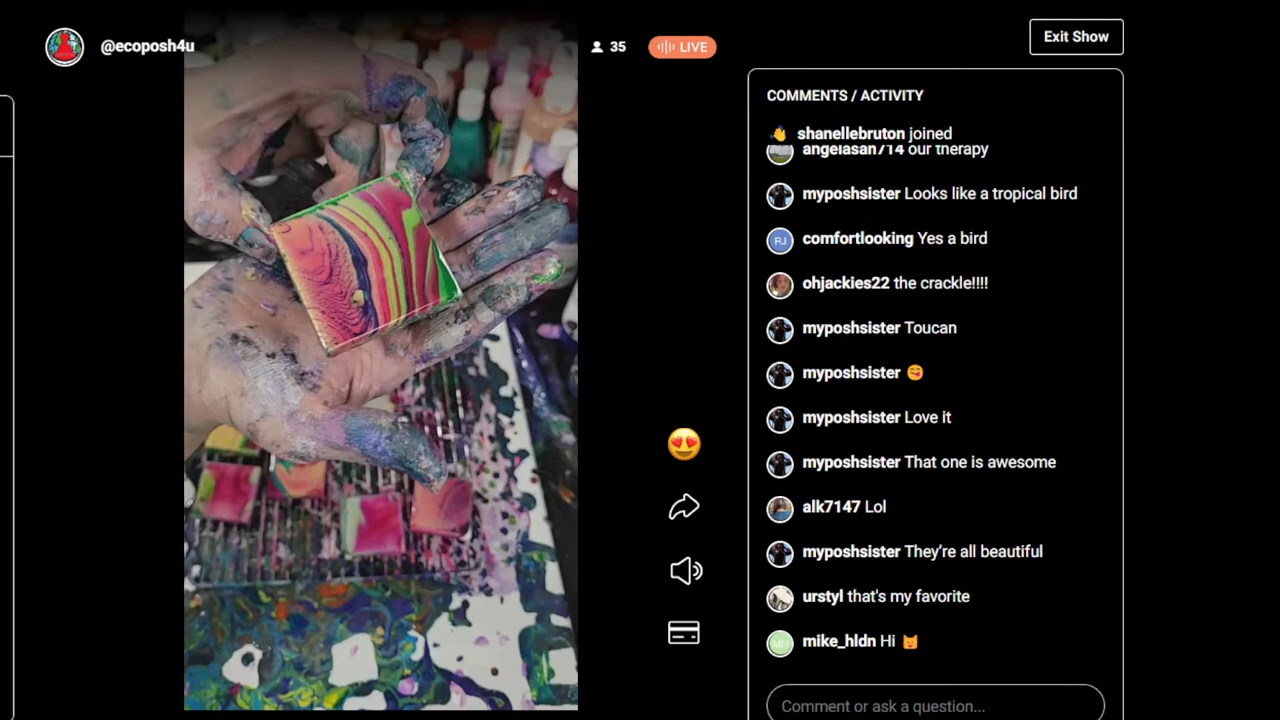 @ecoposh4u
35
LIVE
Exit Show
COMMENTS / ACTIVITY
shanellebruton joined
angelasan714 our therapy
myposhsister Looks like a tropical bird
RJ
comfortlooking Yes a bird
ohjackies22 the crackle!!!!
myposhsister Toucan
myposhsister 😋
myposhsister Love it
myposhsister That one is awesome
alk7147 Lol
myposhsister They're all beautiful
urstyl that's my favorite
mike_hldn Hi 😺
Comment or ask a question...